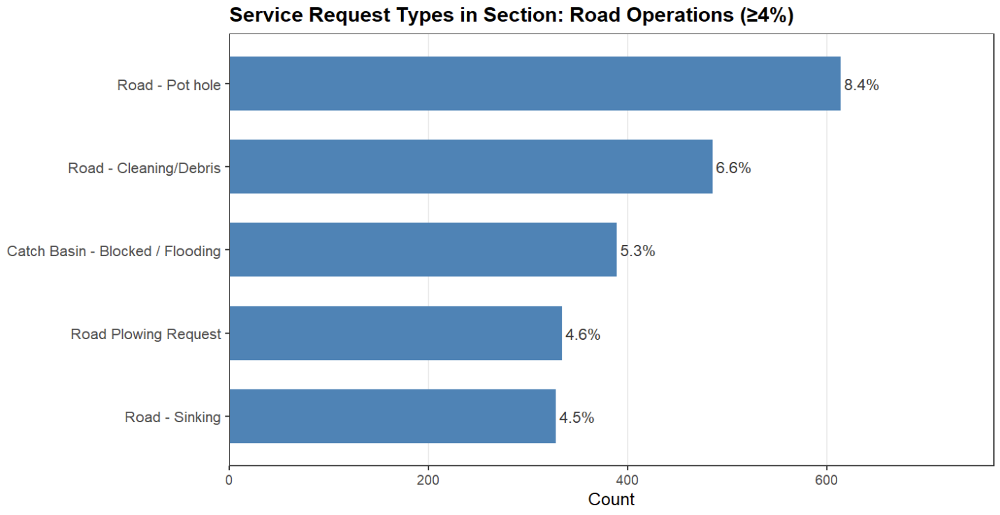 Service Request Types in Section: Road Operations (≥4%)
Road - Pot hole
8.4%
Road - Cleaning/Debris
6.6%
Catch Basin - Blocked / Flooding
5.3%
Road Plowing Request
4.6%
Road - Sinking
4.5%
0
200
400
600
Count